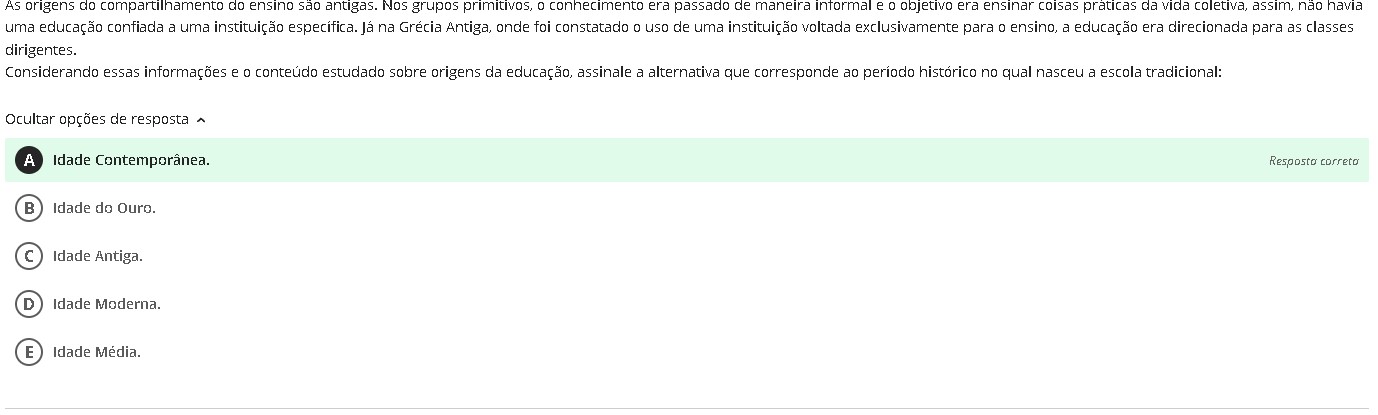 As origens do compartilhamento do ensino são antigas. Nos grupos primitivos, o conhecimento era passado de maneira informal e o objetivo era ensinar coisas práticas da vida coletiva, assim, não havia
uma educação confiada a uma instituição específica. Já na Grécia Antiga, onde foi constatado o uso de uma instituição voltada exclusivamente para o ensino, a educação era direcionada para as classes
dirigentes.
Considerando essas informações e o conteúdo estudado sobre origens da educação, assinale a alternativa que corresponde ao período histórico no qual nasceu a escola tradicional:
Ocultar opções de resposta
A Idade Contemporânea. Resposta correta
B Idade do Ouro.
C Idade Antiga.
D Idade Moderna.
E Idade Média.